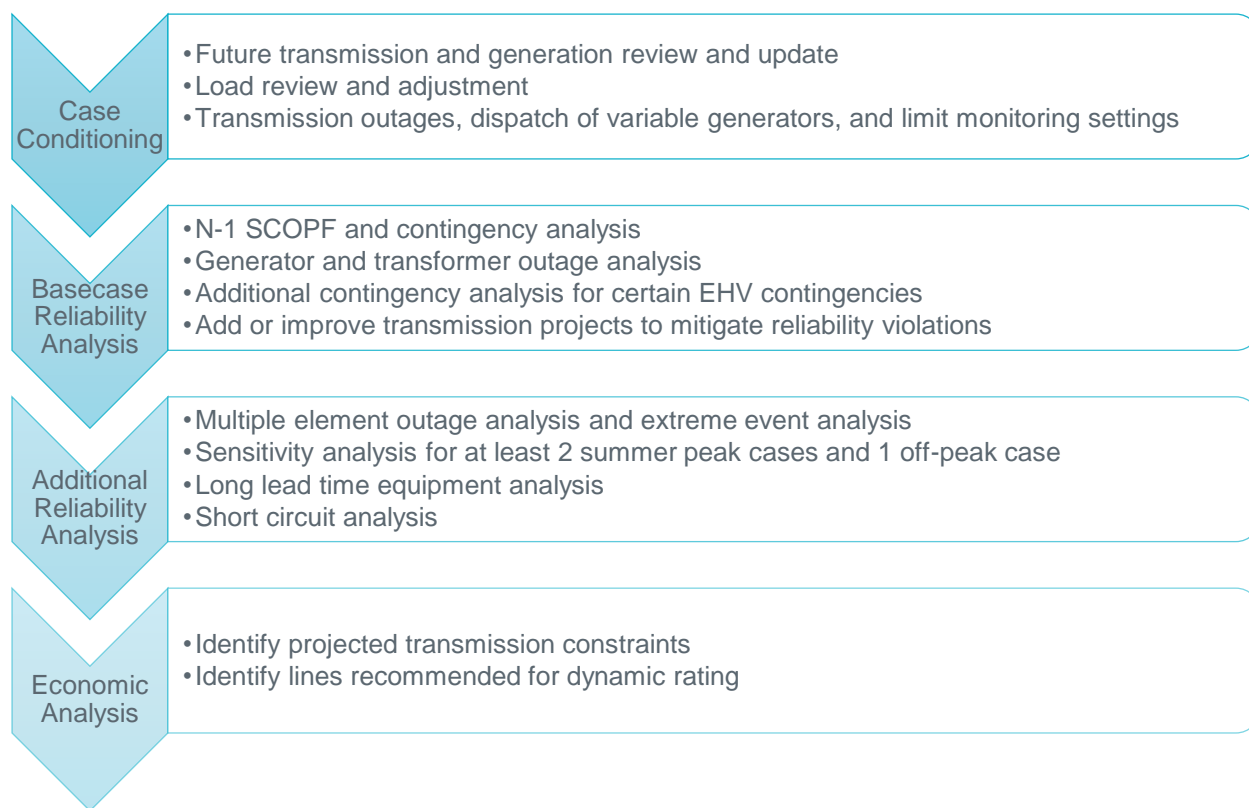 Case
Conditioning
•Future transmission and generation review and update
•Load review and adjustment
•Transmission outages, dispatch of variable generators, and limit monitoring settings
Basecase
Reliability
Analysis
•N-1 SCOPF and contingency analysis
•Generator and transformer outage analysis
•Additional contingency analysis for certain EHV contingencies
•Add or improve transmission projects to mitigate reliability violations
Additional
Reliability
Analysis
•Multiple element outage analysis and extreme event analysis
•Sensitivity analysis for at least 2 summer peak cases and 1 off-peak case
•Long lead time equipment analysis
•Short circuit analysis
Economic
Analysis
•Identify projected transmission constraints
•Identify lines recommended for dynamic rating